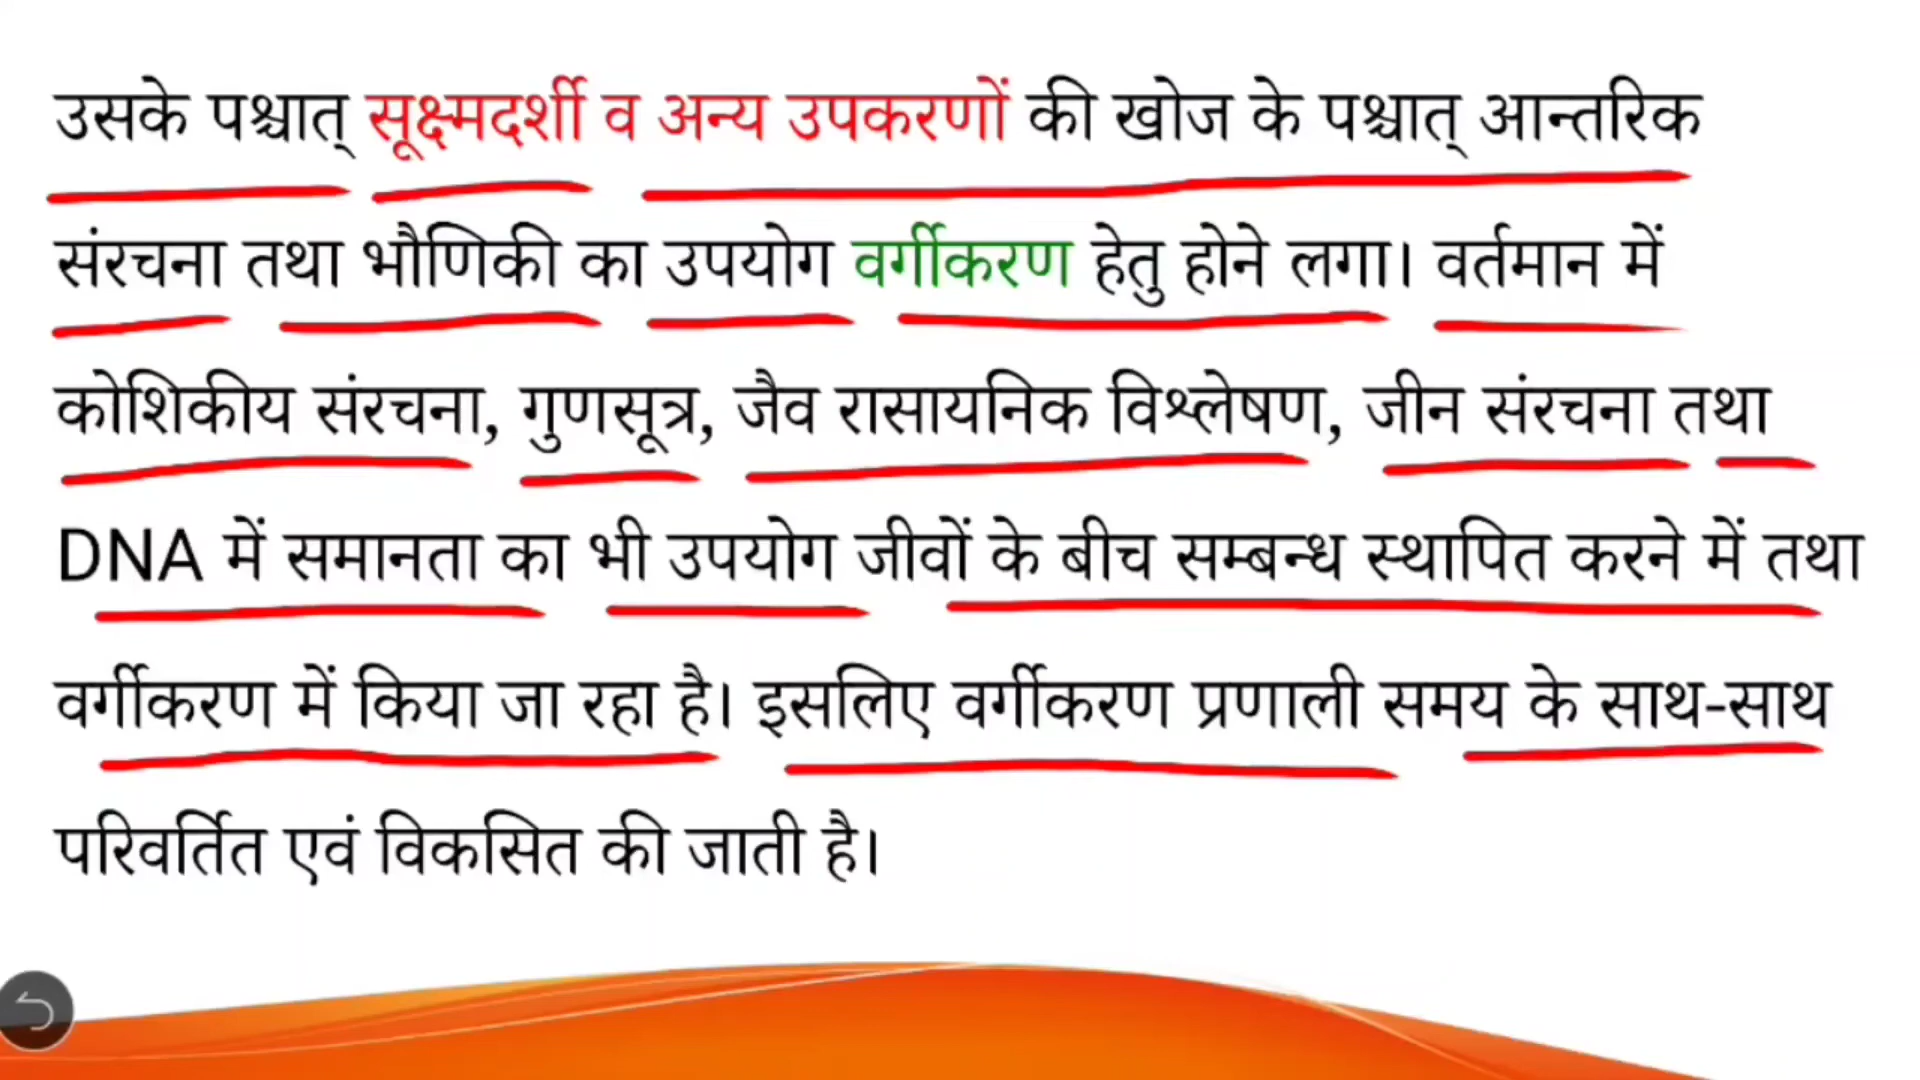 उसके पश्चात् सूक्ष्मदर्शी व अन्य उपकरणों की खोज के पश्चात् आन्तरिक
संरचना तथा भौणिकी का उपयोग वर्गीकरण हेतु होने लगा। वर्तमान में
कोशिकीय संरचना, गुणसूत्र, जैव रासायनिक विश्लेषण, जीन संरचना तथा
DNA में समानता का भी उपयोग जीवों के बीच सम्बन्ध स्थापित करने में तथा
वर्गीकरण में किया जा रहा है। इसलिए वर्गीकरण प्रणाली समय के साथ-साथ
परिवर्तित एवं विकसित की जाती है।